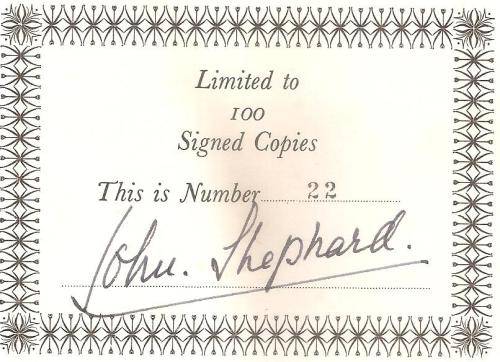 Limited to
100
Signed Copies
This is Number 22
John. Shephard.